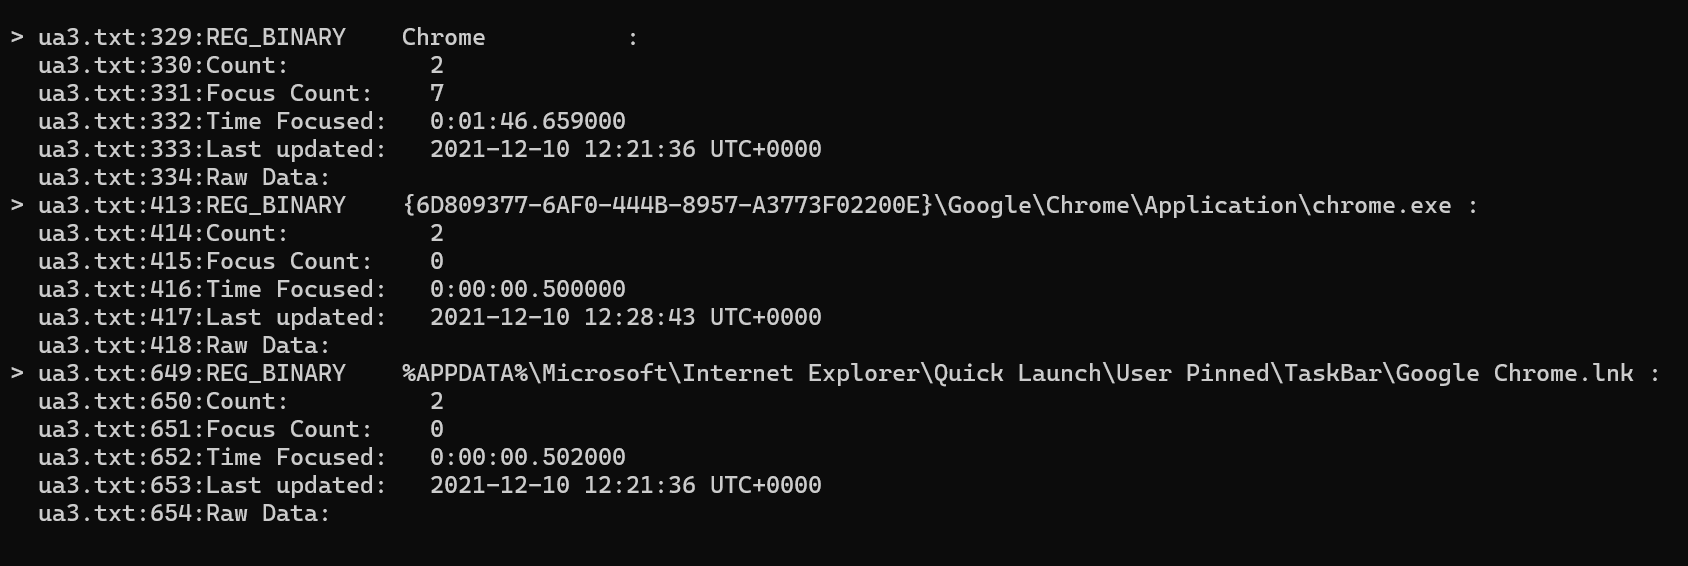 > ua3.txt:329:REG_BINARY    Chrome          :
  ua3.txt:330:Count:          2
  ua3.txt:331:Focus Count:    7
  ua3.txt:332:Time Focused:   0:01:46.659000
  ua3.txt:333:Last updated:   2021-12-10 12:21:36 UTC+0000
  ua3.txt:334:Raw Data:
> ua3.txt:413:REG_BINARY    {6D809377-6AF0-444B-8957-A3773F02200E}\Google\Chrome\Application\chrome.exe :
  ua3.txt:414:Count:          2
  ua3.txt:415:Focus Count:    0
  ua3.txt:416:Time Focused:   0:00:00.500000
  ua3.txt:417:Last updated:   2021-12-10 12:28:43 UTC+0000
  ua3.txt:418:Raw Data:
> ua3.txt:649:REG_BINARY    %APPDATA%\Microsoft\Internet Explorer\Quick Launch\User Pinned\TaskBar\Google Chrome.lnk :
  ua3.txt:650:Count:          2
  ua3.txt:651:Focus Count:    0
  ua3.txt:652:Time Focused:   0:00:00.502000
  ua3.txt:653:Last updated:   2021-12-10 12:21:36 UTC+0000
  ua3.txt:654:Raw Data: